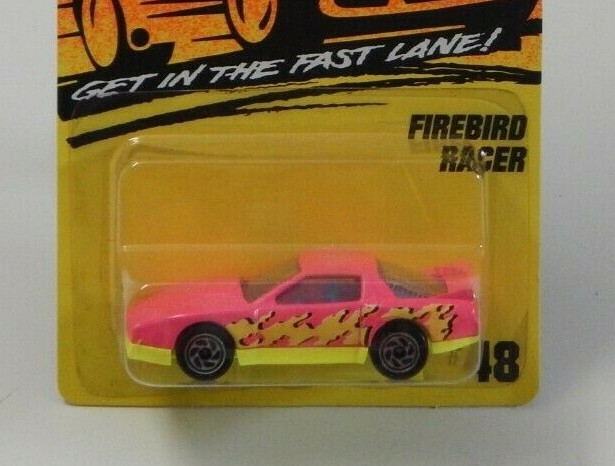 GET IN THE FAST LANE!
FIREBIRD
RACER
#48